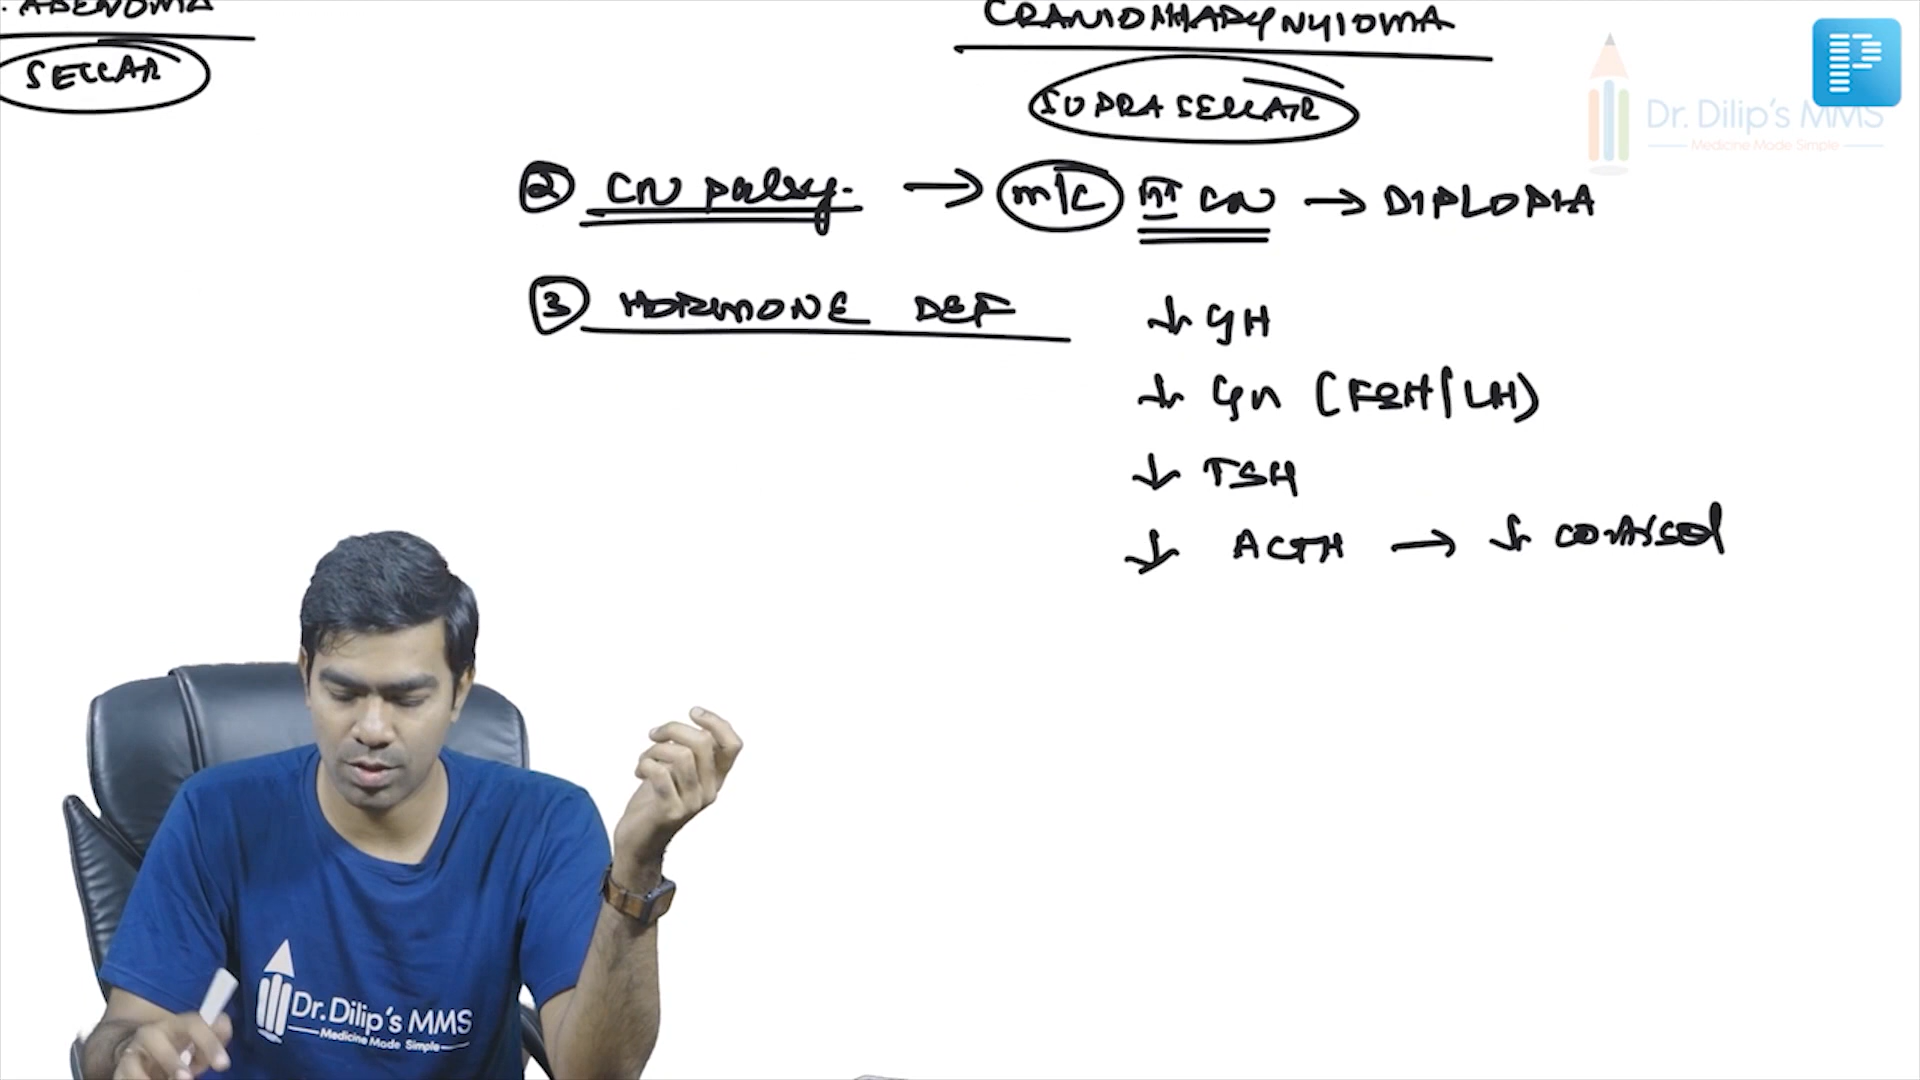 ADENOMA
SELLAR
CRANIOPHARYNGIOMA
SUPRASELLAR
② CN palsy. → m/c III CN → DIPLOPIA
③ HORMONE DEF ↓ GH
↓ Gn (FSH/LH)
↓ TSH
↓ ACTH → ↓ cortisol
P
Dr. Dilip's MMS
Medicine Made Simple
Dr.Dilip's MMS
Medicine Made Simple